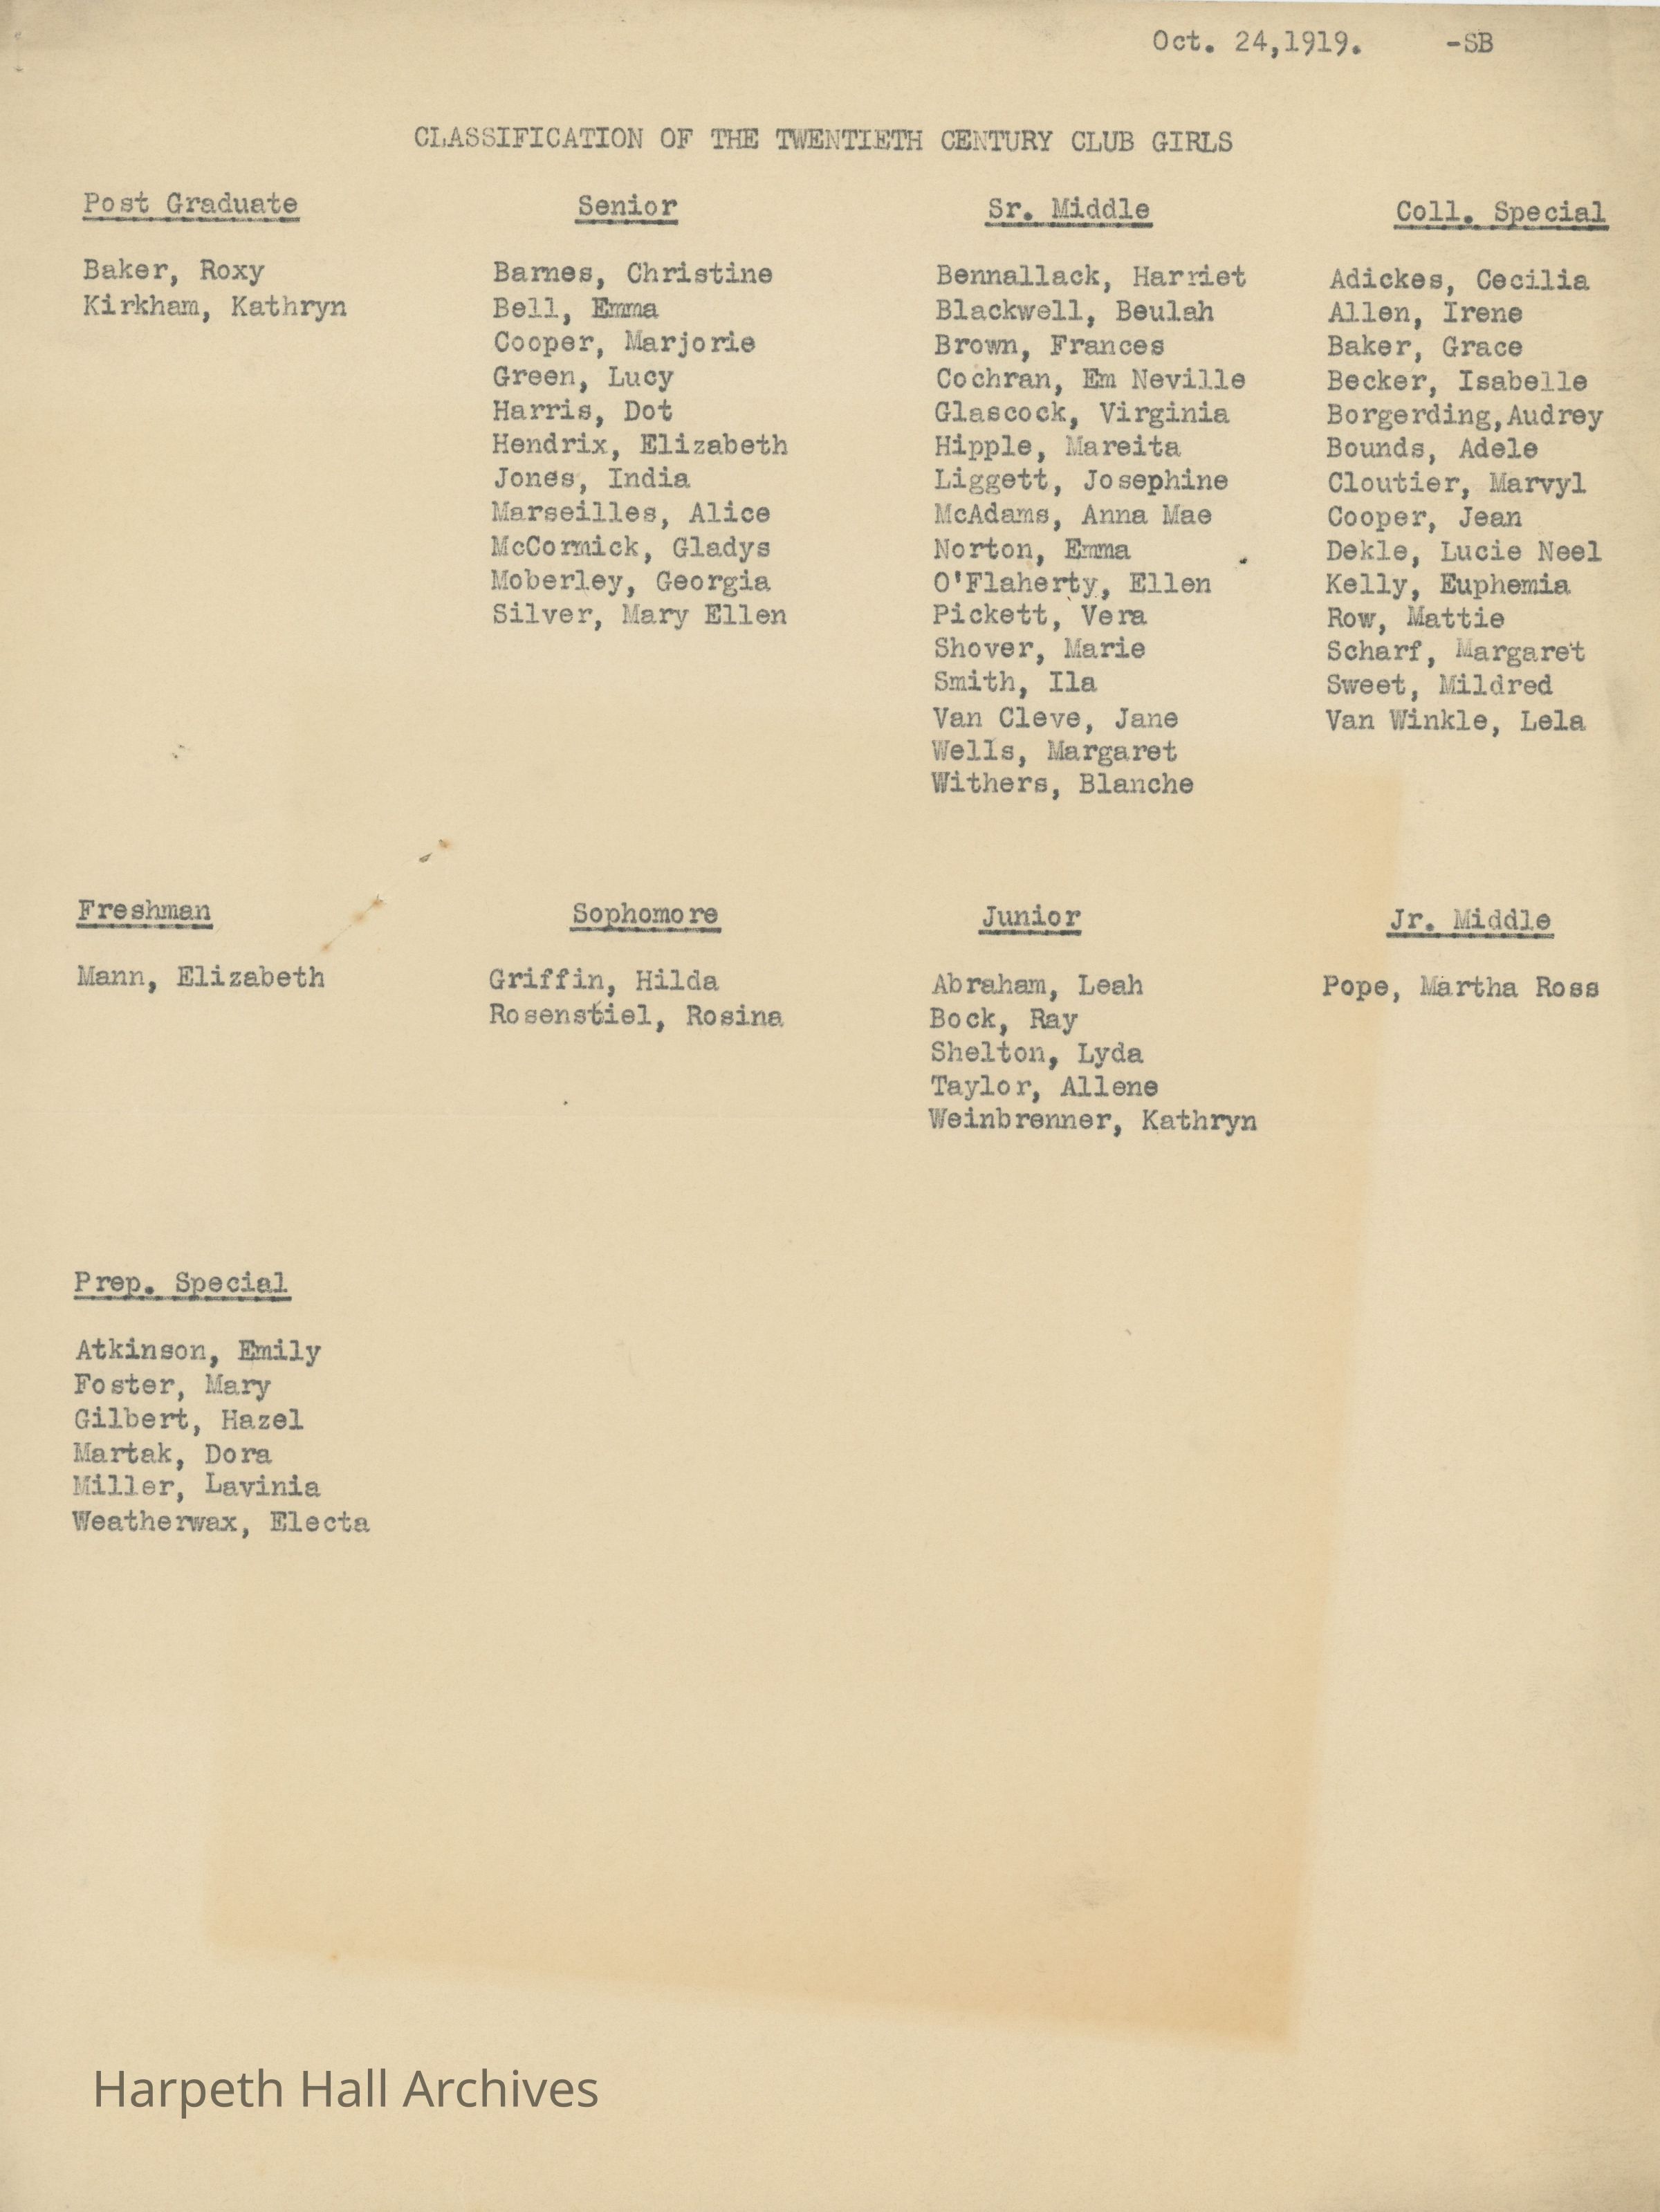 Oct. 24,1919. -SB
CLASSIFICATION OF THE TWENTIETH CENTURY CLUB GIRLS
Post Graduate
Baker, Roxy
Kirkham, Kathryn
Senior
Barnes, Christine
Bell, Emma
Cooper, Marjorie
Green, Lucy
Harris, Dot
Hendrix, Elizabeth
Jones, India
Marseilles, Alice
McCormick, Gladys
Moberley, Georgia
Silver, Mary Ellen
Sr. Middle
Bennallack, Harriet
Blackwell, Beulah
Brown, Frances
Cochran, Em Neville
Glascock, Virginia
Hipple, Mareita
Liggett, Josephine
McAdams, Anna Mae
Norton, Emma
O'Flaherty, Ellen
Pickett, Vera
Shover, Marie
Smith, Ila
Van Cleve, Jane
Wells, Margaret
Withers, Blanche
Coll. Special
Adickes, Cecilia
Allen, Irene
Baker, Grace
Becker, Isabelle
Borgerding,Audrey
Bounds, Adele
Cloutier, Marvyl
Cooper, Jean
Dekle, Lucie Neel
Kelly, Euphemia
Row, Mattie
Scharf, Margaret
Sweet, Mildred
Van Winkle, Lela
Freshman
Mann, Elizabeth
Sophomore
Griffin, Hilda
Rosenstiel, Rosina
Junior
Abraham, Leah
Bock, Ray
Shelton, Lyda
Taylor, Allene
Weinbrenner, Kathryn
Jr. Middle
Pope, Martha Ross
Prep. Special
Atkinson, Emily
Foster, Mary
Gilbert, Hazel
Martak, Dora
Miller, Lavinia
Weatherwax, Electa
Harpeth Hall Archives